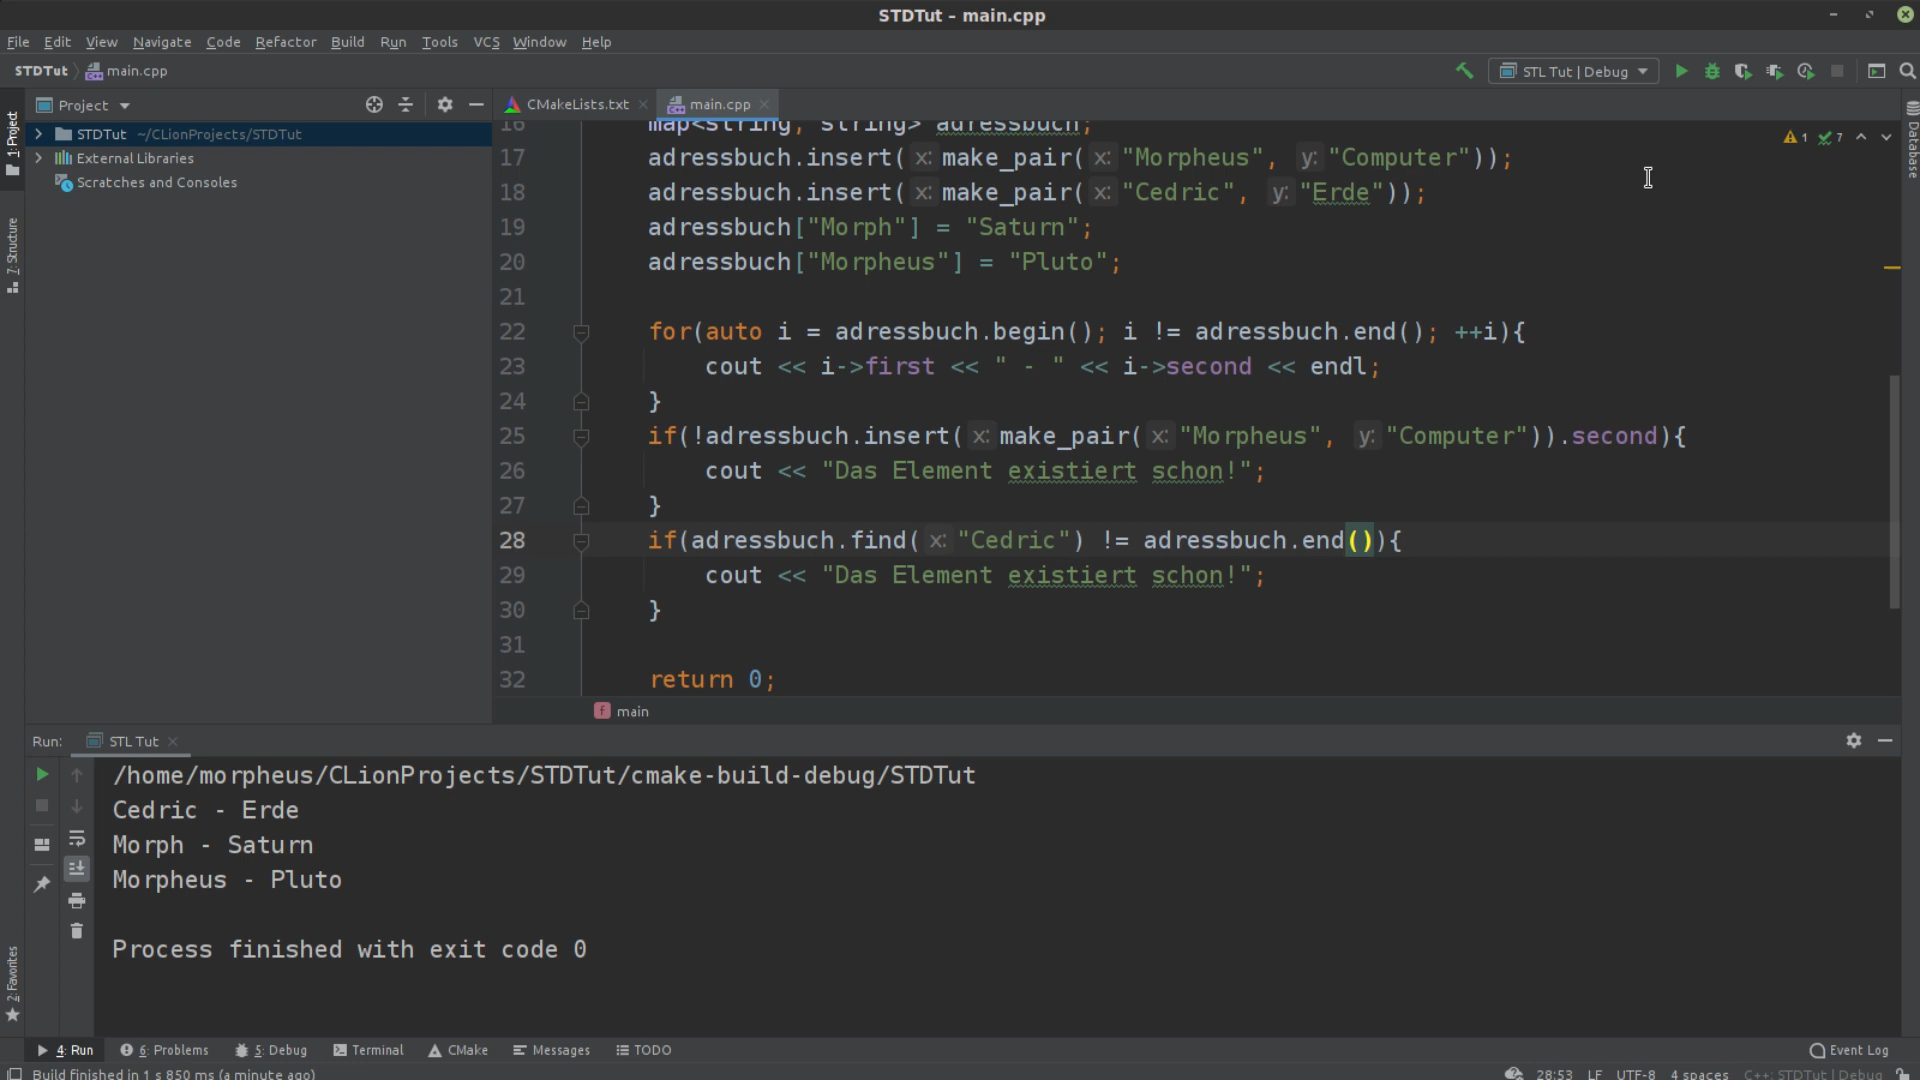 STDTut – main.cpp
File Edit View Navigate Code Refactor Build Run Tools VCS Window Help
STDTut main.cpp STL Tut | Debug
Project CMakeLists.txt main.cpp
1: Project
7: Structure
2: Favorites
Database
STDTut ~/CLionProjects/STDTut
External Libraries
Scratches and Consoles
1 7
16 map<string, string> adressbuch;
17 adressbuch.insert( x: make_pair( x: "Morpheus", y: "Computer"));
18 adressbuch.insert( x: make_pair( x: "Cedric", y: "Erde"));
19 adressbuch["Morph"] = "Saturn";
20 adressbuch["Morpheus"] = "Pluto";
21
22 for(auto i = adressbuch.begin(); i != adressbuch.end(); ++i){
23 cout << i->first << " - " << i->second << endl;
24 }
25 if(!adressbuch.insert( x: make_pair( x: "Morpheus", y: "Computer")).second){
26 cout << "Das Element existiert schon!";
27 }
28 if(adressbuch.find( x: "Cedric") != adressbuch.end()){
29 cout << "Das Element existiert schon!";
30 }
31
32 return 0;
f main
Run: STL Tut
/home/morpheus/CLionProjects/STDTut/cmake-build-debug/STDTut
Cedric - Erde
Morph - Saturn
Morpheus - Pluto
Process finished with exit code 0
4: Run 6: Problems 5: Debug Terminal CMake Messages TODO Event Log
Build finished in 1 s 850 ms (a minute ago) 28:53 LF UTF-8 4 spaces C++: STDTut | Debug